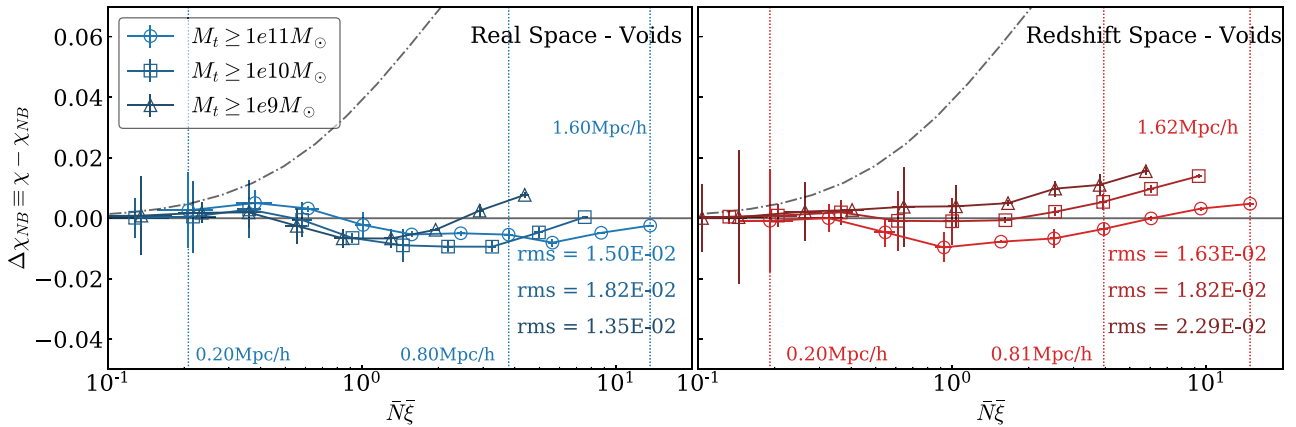 Δχ_NB ≡ χ − χ_NB
0.06
0.04
0.02
0.00
−0.02
−0.04
M_t ≥ 1e11M_⊙
M_t ≥ 1e10M_⊙
M_t ≥ 1e9M_⊙
Real Space - Voids
1.60Mpc/h
rms = 1.50E-02
rms = 1.82E-02
rms = 1.35E-02
0.20Mpc/h
0.80Mpc/h
10^-1
10^0
10^1
N̄ξ̄
Redshift Space - Voids
1.62Mpc/h
rms = 1.63E-02
rms = 1.82E-02
rms = 2.29E-02
0.20Mpc/h
0.81Mpc/h
10^-1
10^0
10^1
N̄ξ̄